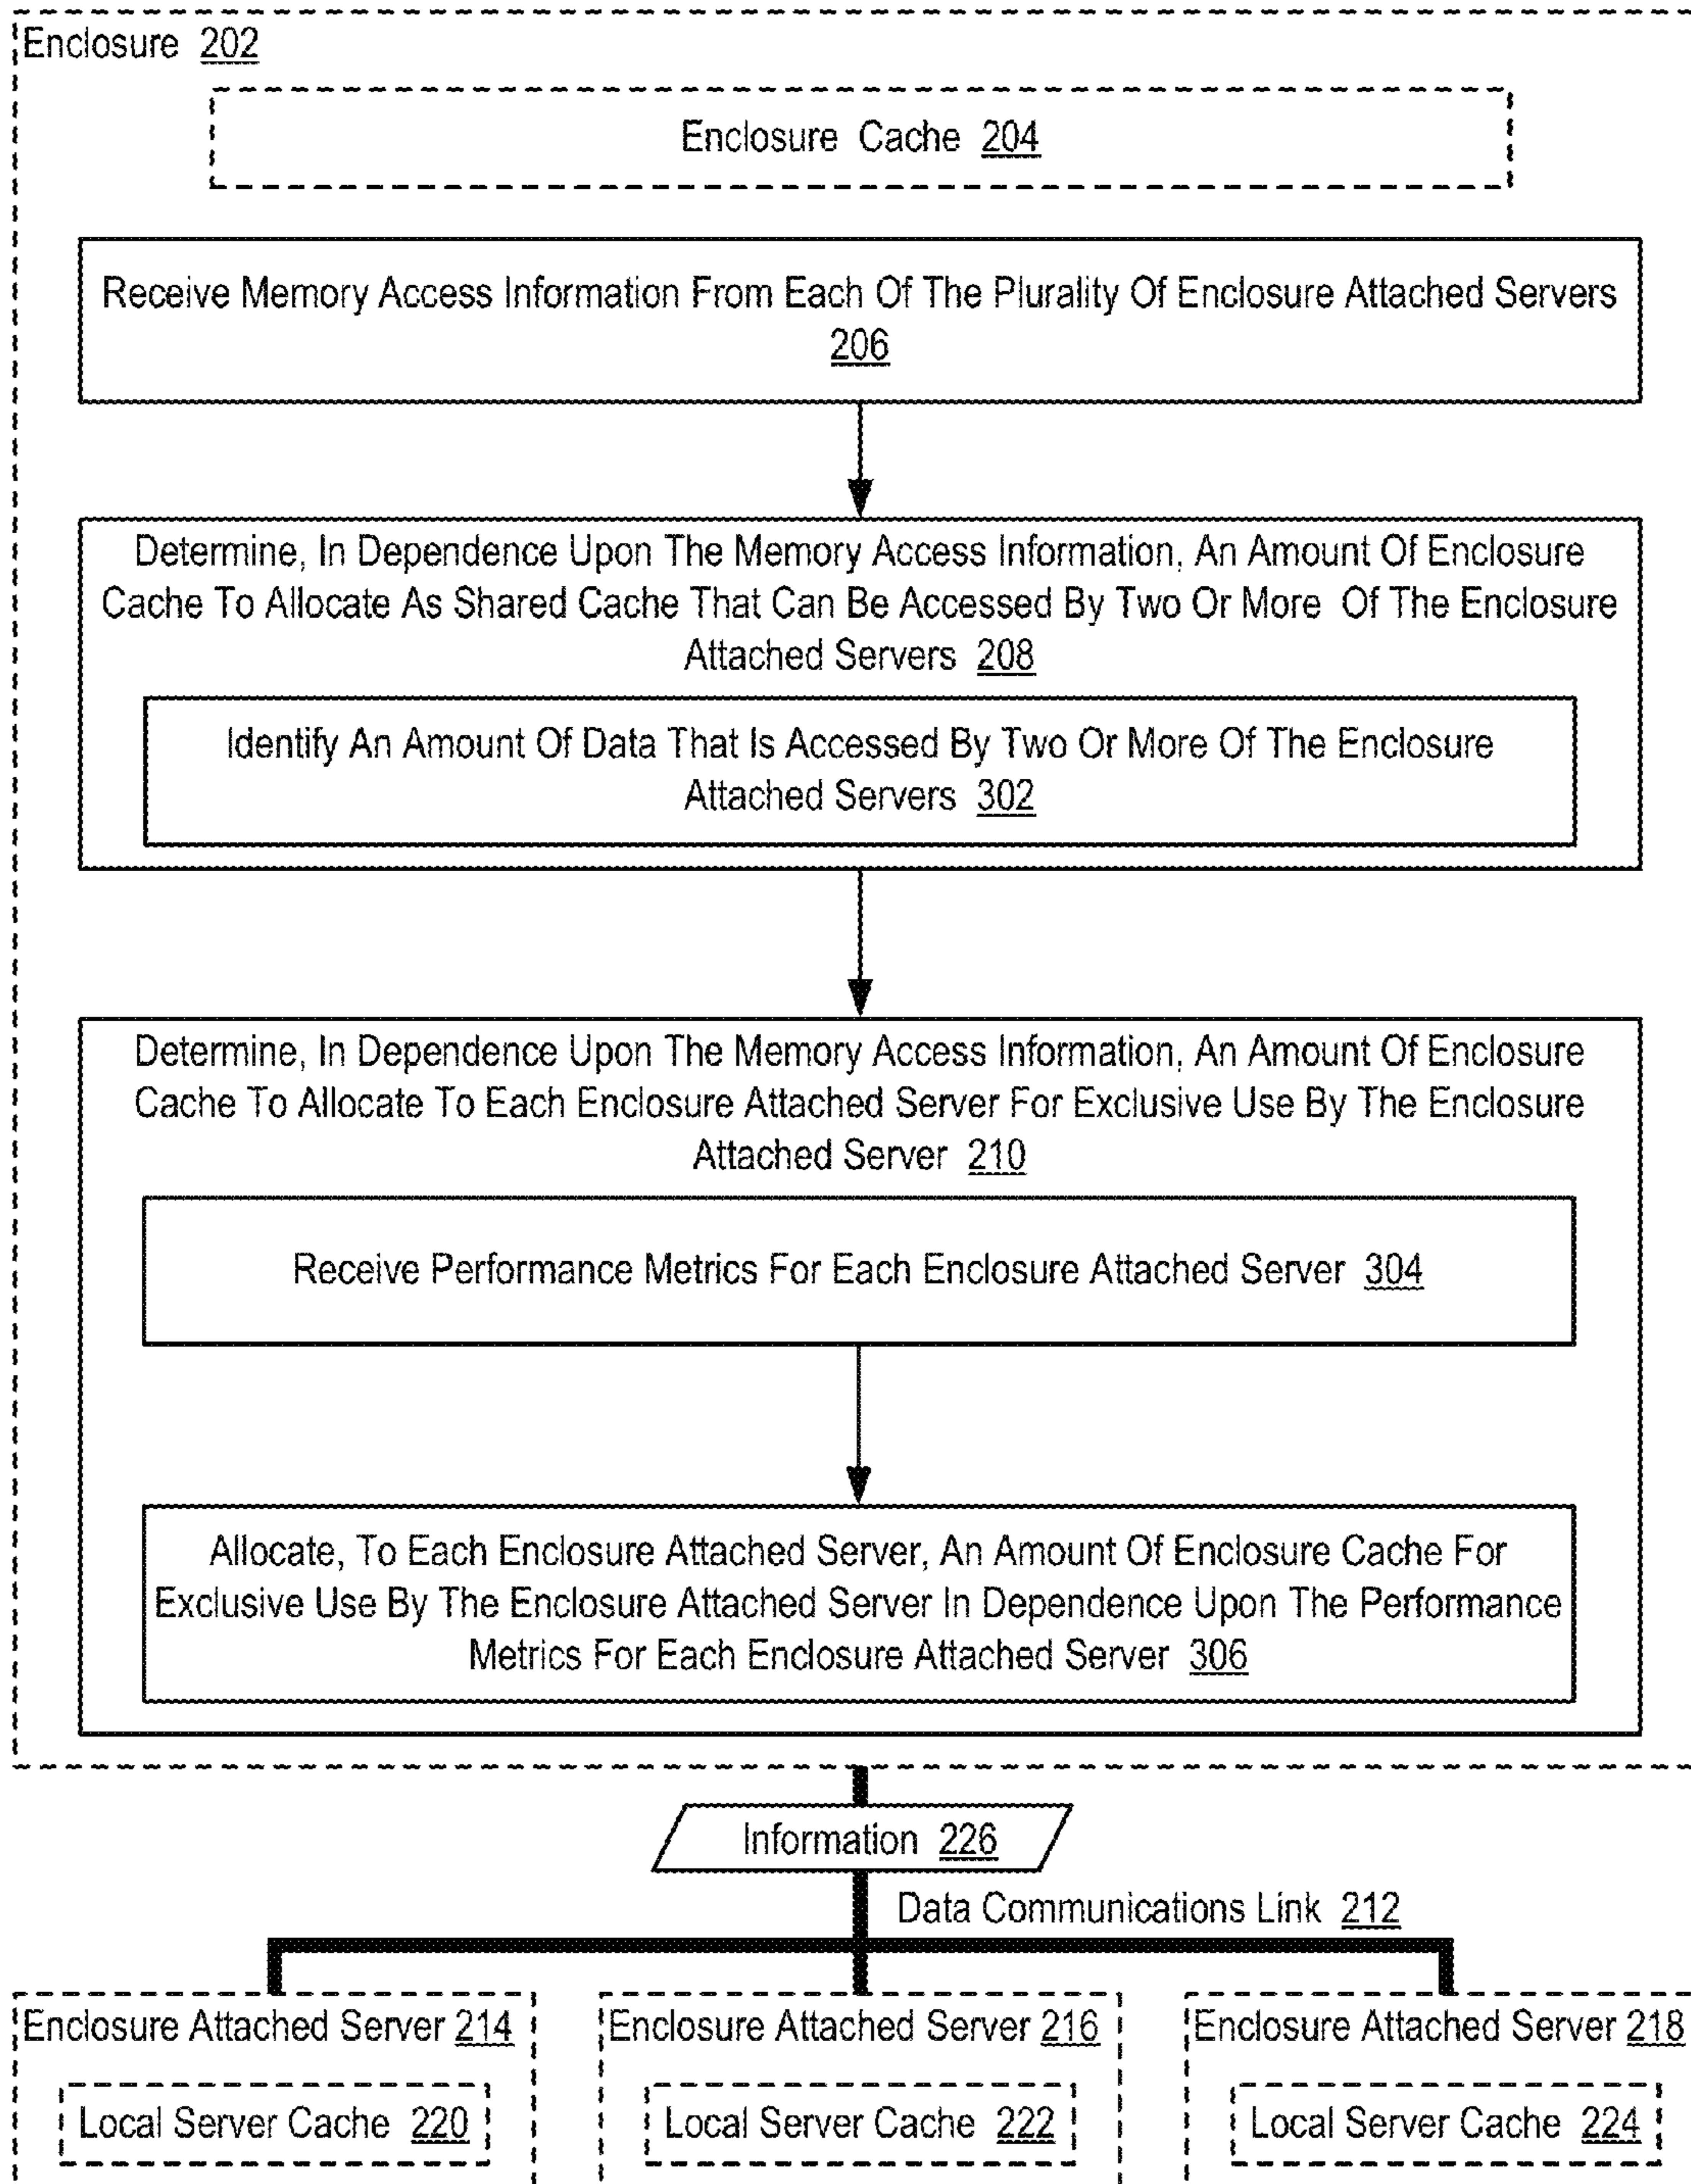 Enclosure 202
Enclosure Cache 204
Receive Memory Access Information From Each Of The Plurality Of Enclosure Attached Servers
206
Determine, In Dependence Upon The Memory Access Information, An Amount Of Enclosure
Cache To Allocate As Shared Cache That Can Be Accessed By Two Or More Of The Enclosure
Attached Servers 208
Identify An Amount Of Data That Is Accessed By Two Or More Of The Enclosure
Attached Servers 302
Determine, In Dependence Upon The Memory Access Information, An Amount Of Enclosure
Cache To Allocate To Each Enclosure Attached Server For Exclusive Use By The Enclosure
Attached Server 210
Receive Performance Metrics For Each Enclosure Attached Server 304
Allocate, To Each Enclosure Attached Server, An Amount Of Enclosure Cache For
Exclusive Use By The Enclosure Attached Server In Dependence Upon The Performance
Metrics For Each Enclosure Attached Server 306
Information 226
Data Communications Link 212
Enclosure Attached Server 214
Local Server Cache 220
Enclosure Attached Server 216
Local Server Cache 222
Enclosure Attached Server 218
Local Server Cache 224